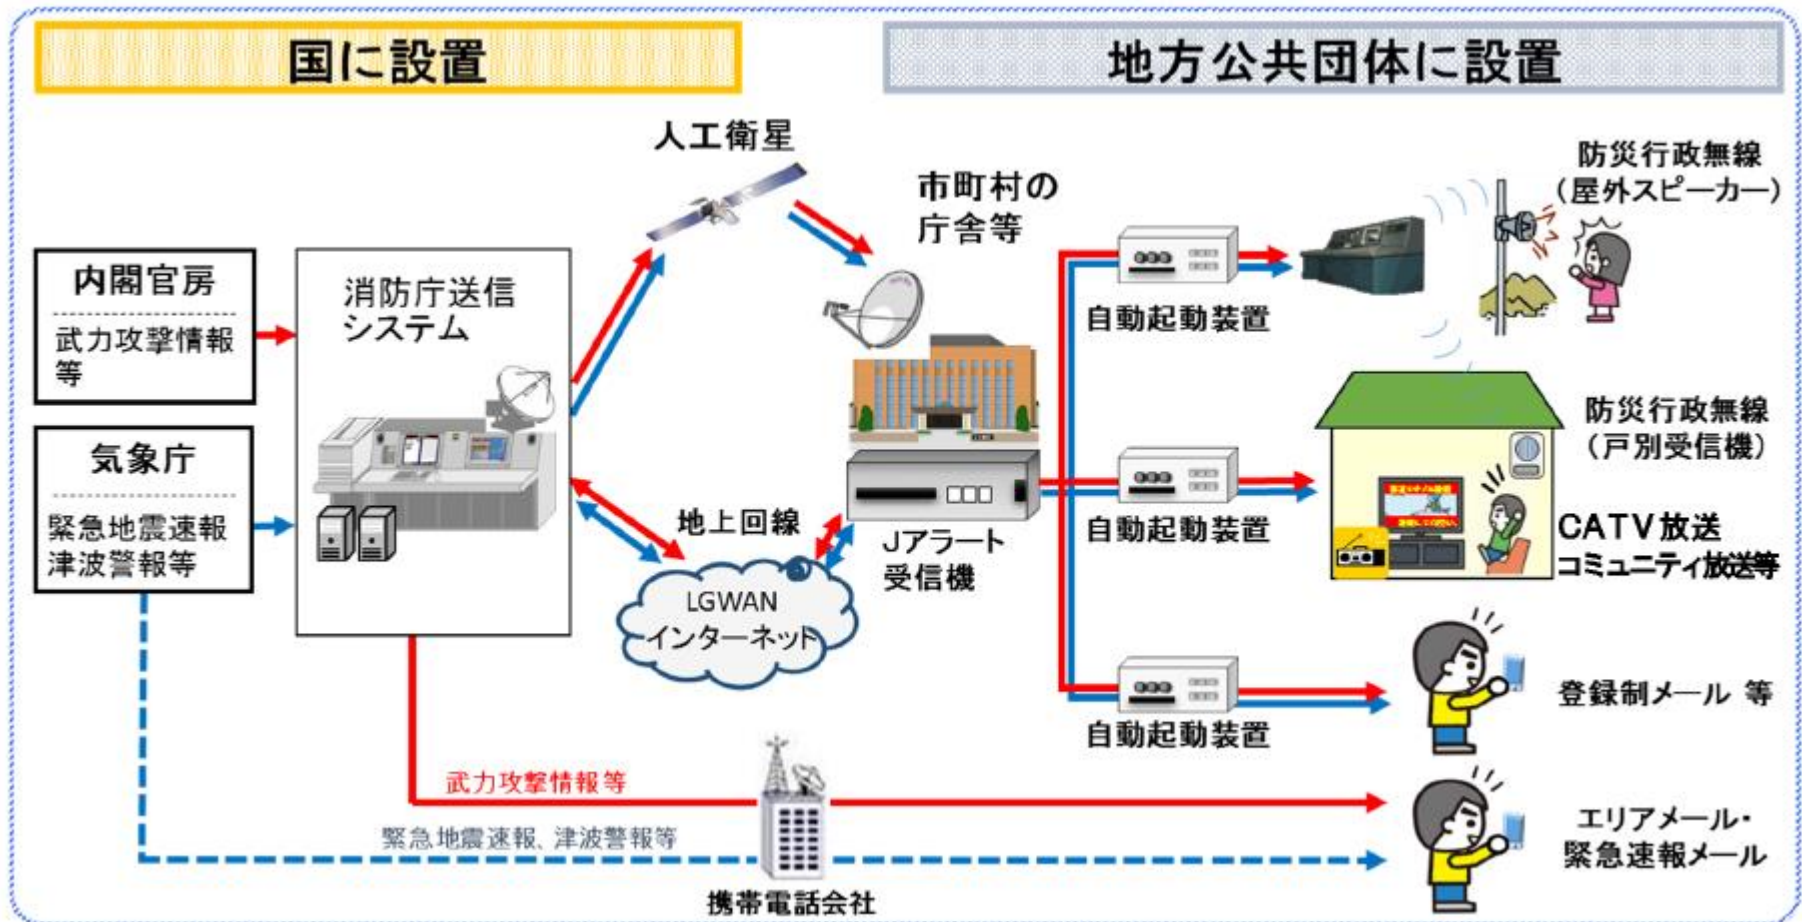 国に設置
地方公共団体に設置
人工衛星
市町村の
庁舎等
防災行政無線
(屋外スピーカー)
内閣官房
武力攻撃情報
等
消防庁送信
システム
自動起動装置
気象庁
緊急地震速報
津波警報等
地上回線
LGWAN
インターネット
Jアラート
受信機
自動起動装置
防災行政無線
(戸別受信機)
CATV放送
コミュニティ放送等
自動起動装置
登録制メール 等
武力攻撃情報等
緊急地震速報、津波警報等
携帯電話会社
エリアメール・
緊急速報メール